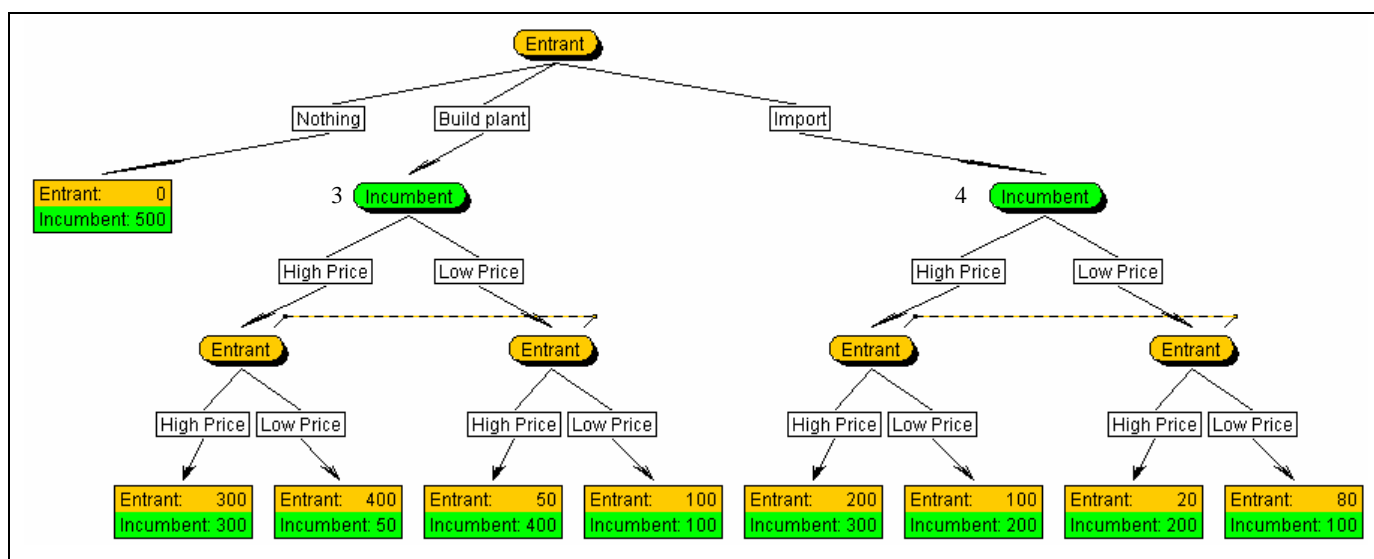 Entrant
Nothing Build plant Import
3 Incumbent 4 Incumbent
Entrant: 0
Incumbent: 500
High Price Low Price High Price Low Price
Entrant Entrant Entrant Entrant
High Price Low Price High Price Low Price High Price Low Price High Price Low Price
Entrant: 300 Entrant: 400 Entrant: 50 Entrant: 100 Entrant: 200 Entrant: 100 Entrant: 20 Entrant: 80
Incumbent: 300 Incumbent: 50 Incumbent: 400 Incumbent: 100 Incumbent: 300 Incumbent: 200 Incumbent: 200 Incumbent: 100